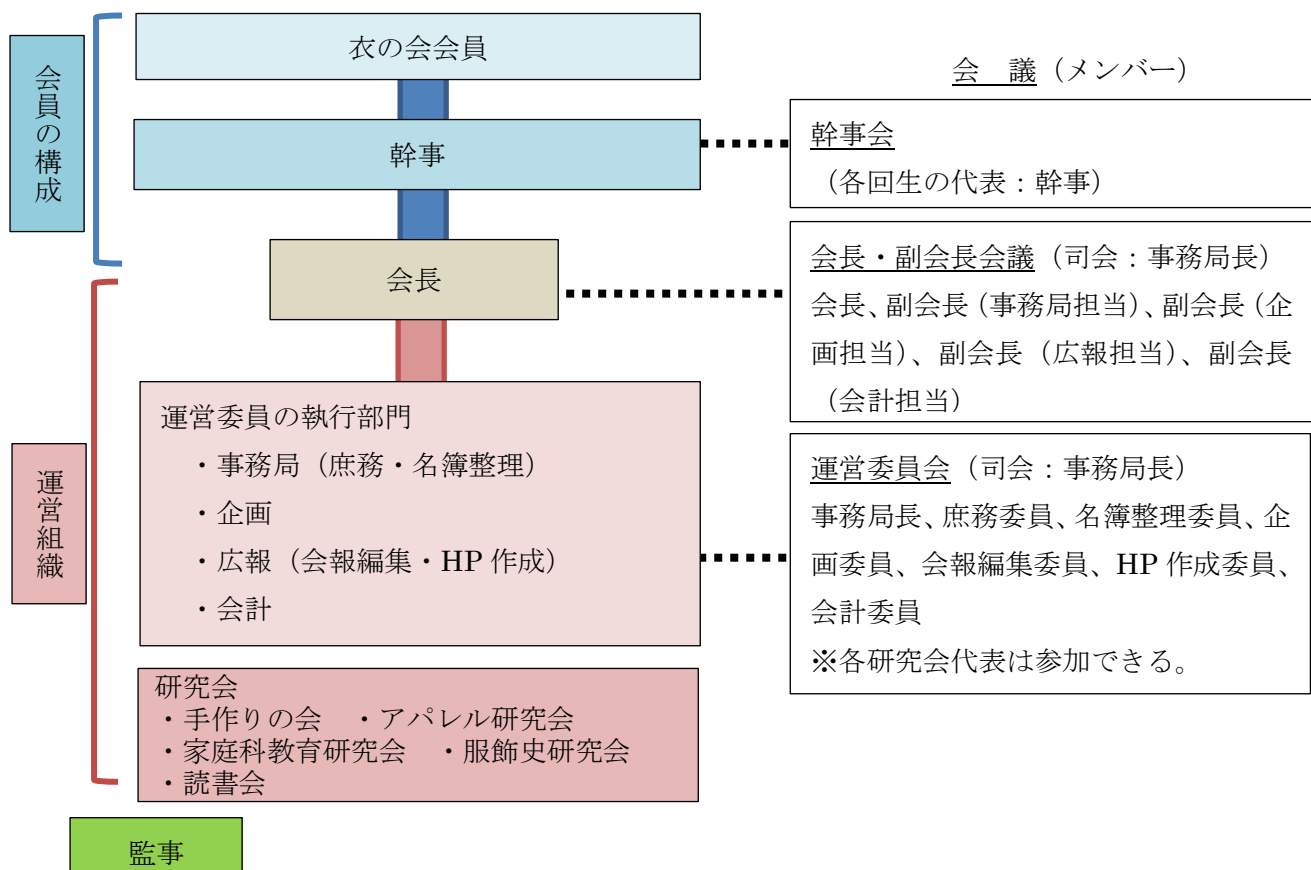 会員の構成
衣の会会員
幹事
会長
運営組織
運営委員の執行部門
・事務局（庶務・名簿整理）
・企画
・広報（会報編集・HP 作成）
・会計
研究会
・手作りの会　・アパレル研究会
・家庭科教育研究会　・服飾史研究会
・読書会
監事
会　議（メンバー）
幹事会
（各回生の代表：幹事）
会長・副会長会議（司会：事務局長）
会長、副会長（事務局担当）、副会長（企
画担当）、副会長（広報担当）、副会長
（会計担当）
運営委員会（司会：事務局長）
事務局長、庶務委員、名簿整理委員、企
画委員、会報編集委員、HP 作成委員、
会計委員
※各研究会代表は参加できる。